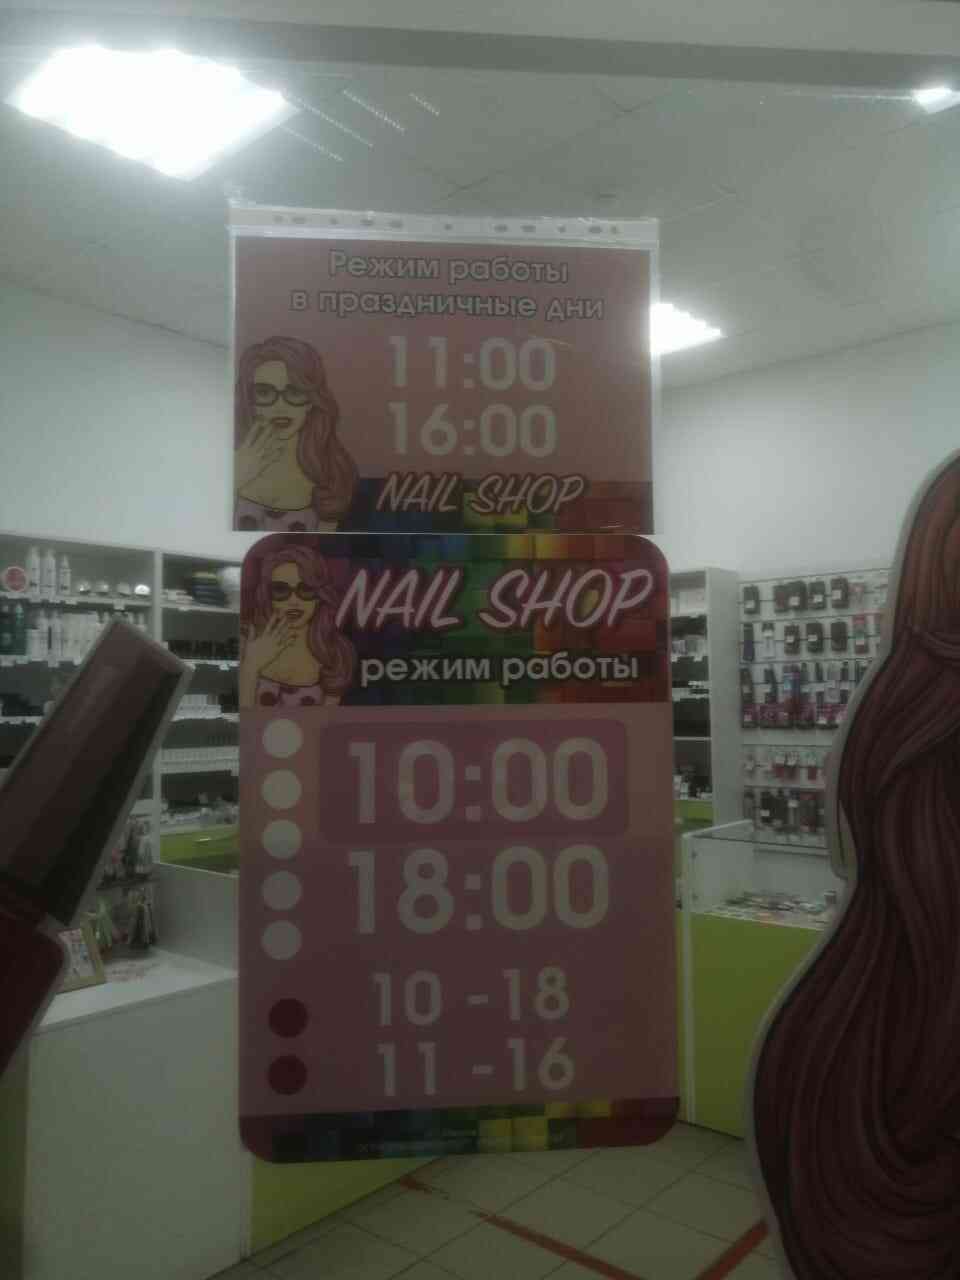 Режим работы
в праздничные дни
11:00
16:00
NAIL SHOP
NAIL SHOP
режим работы
10:00
18:00
10 - 18
11 - 16